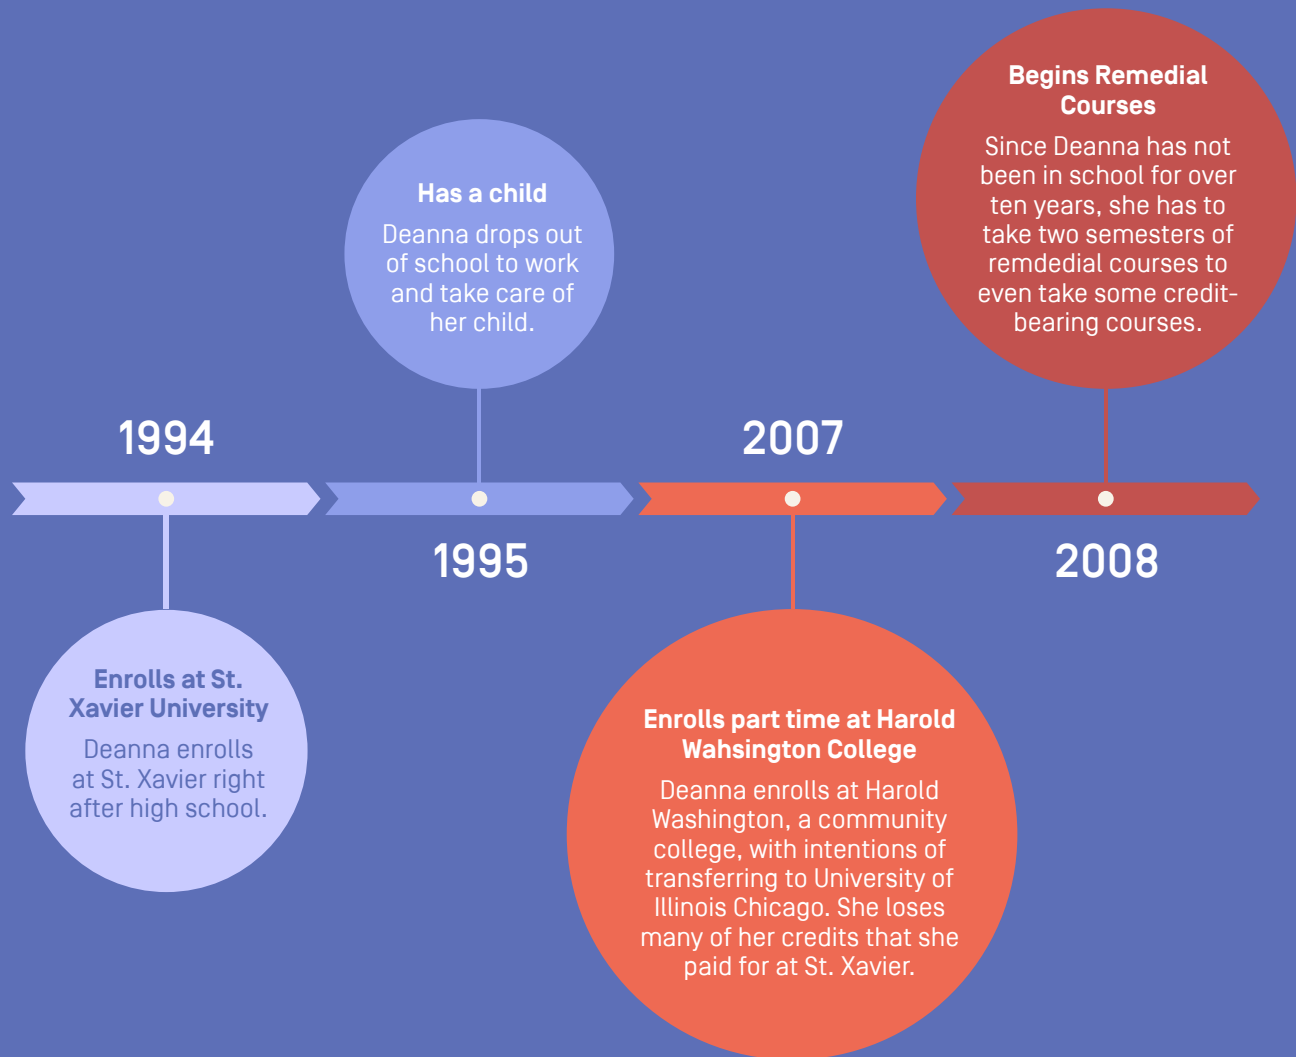 1994
Enrolls at St.
Xavier University
Deanna enrolls
at St. Xavier right
after high school.
Has a child
Deanna drops out
of school to work
and take care of
her child.
1995
2007
Enrolls part time at Harold
Wahsington College
Deanna enrolls at Harold
Washington, a community
college, with intentions of
transferring to University of
Illinois Chicago. She loses
many of her credits that she
paid for at St. Xavier.
Begins Remedial
Courses
Since Deanna has not
been in school for over
ten years, she has to
take two semesters of
remdedial courses to
even take some credit-
bearing courses.
2008